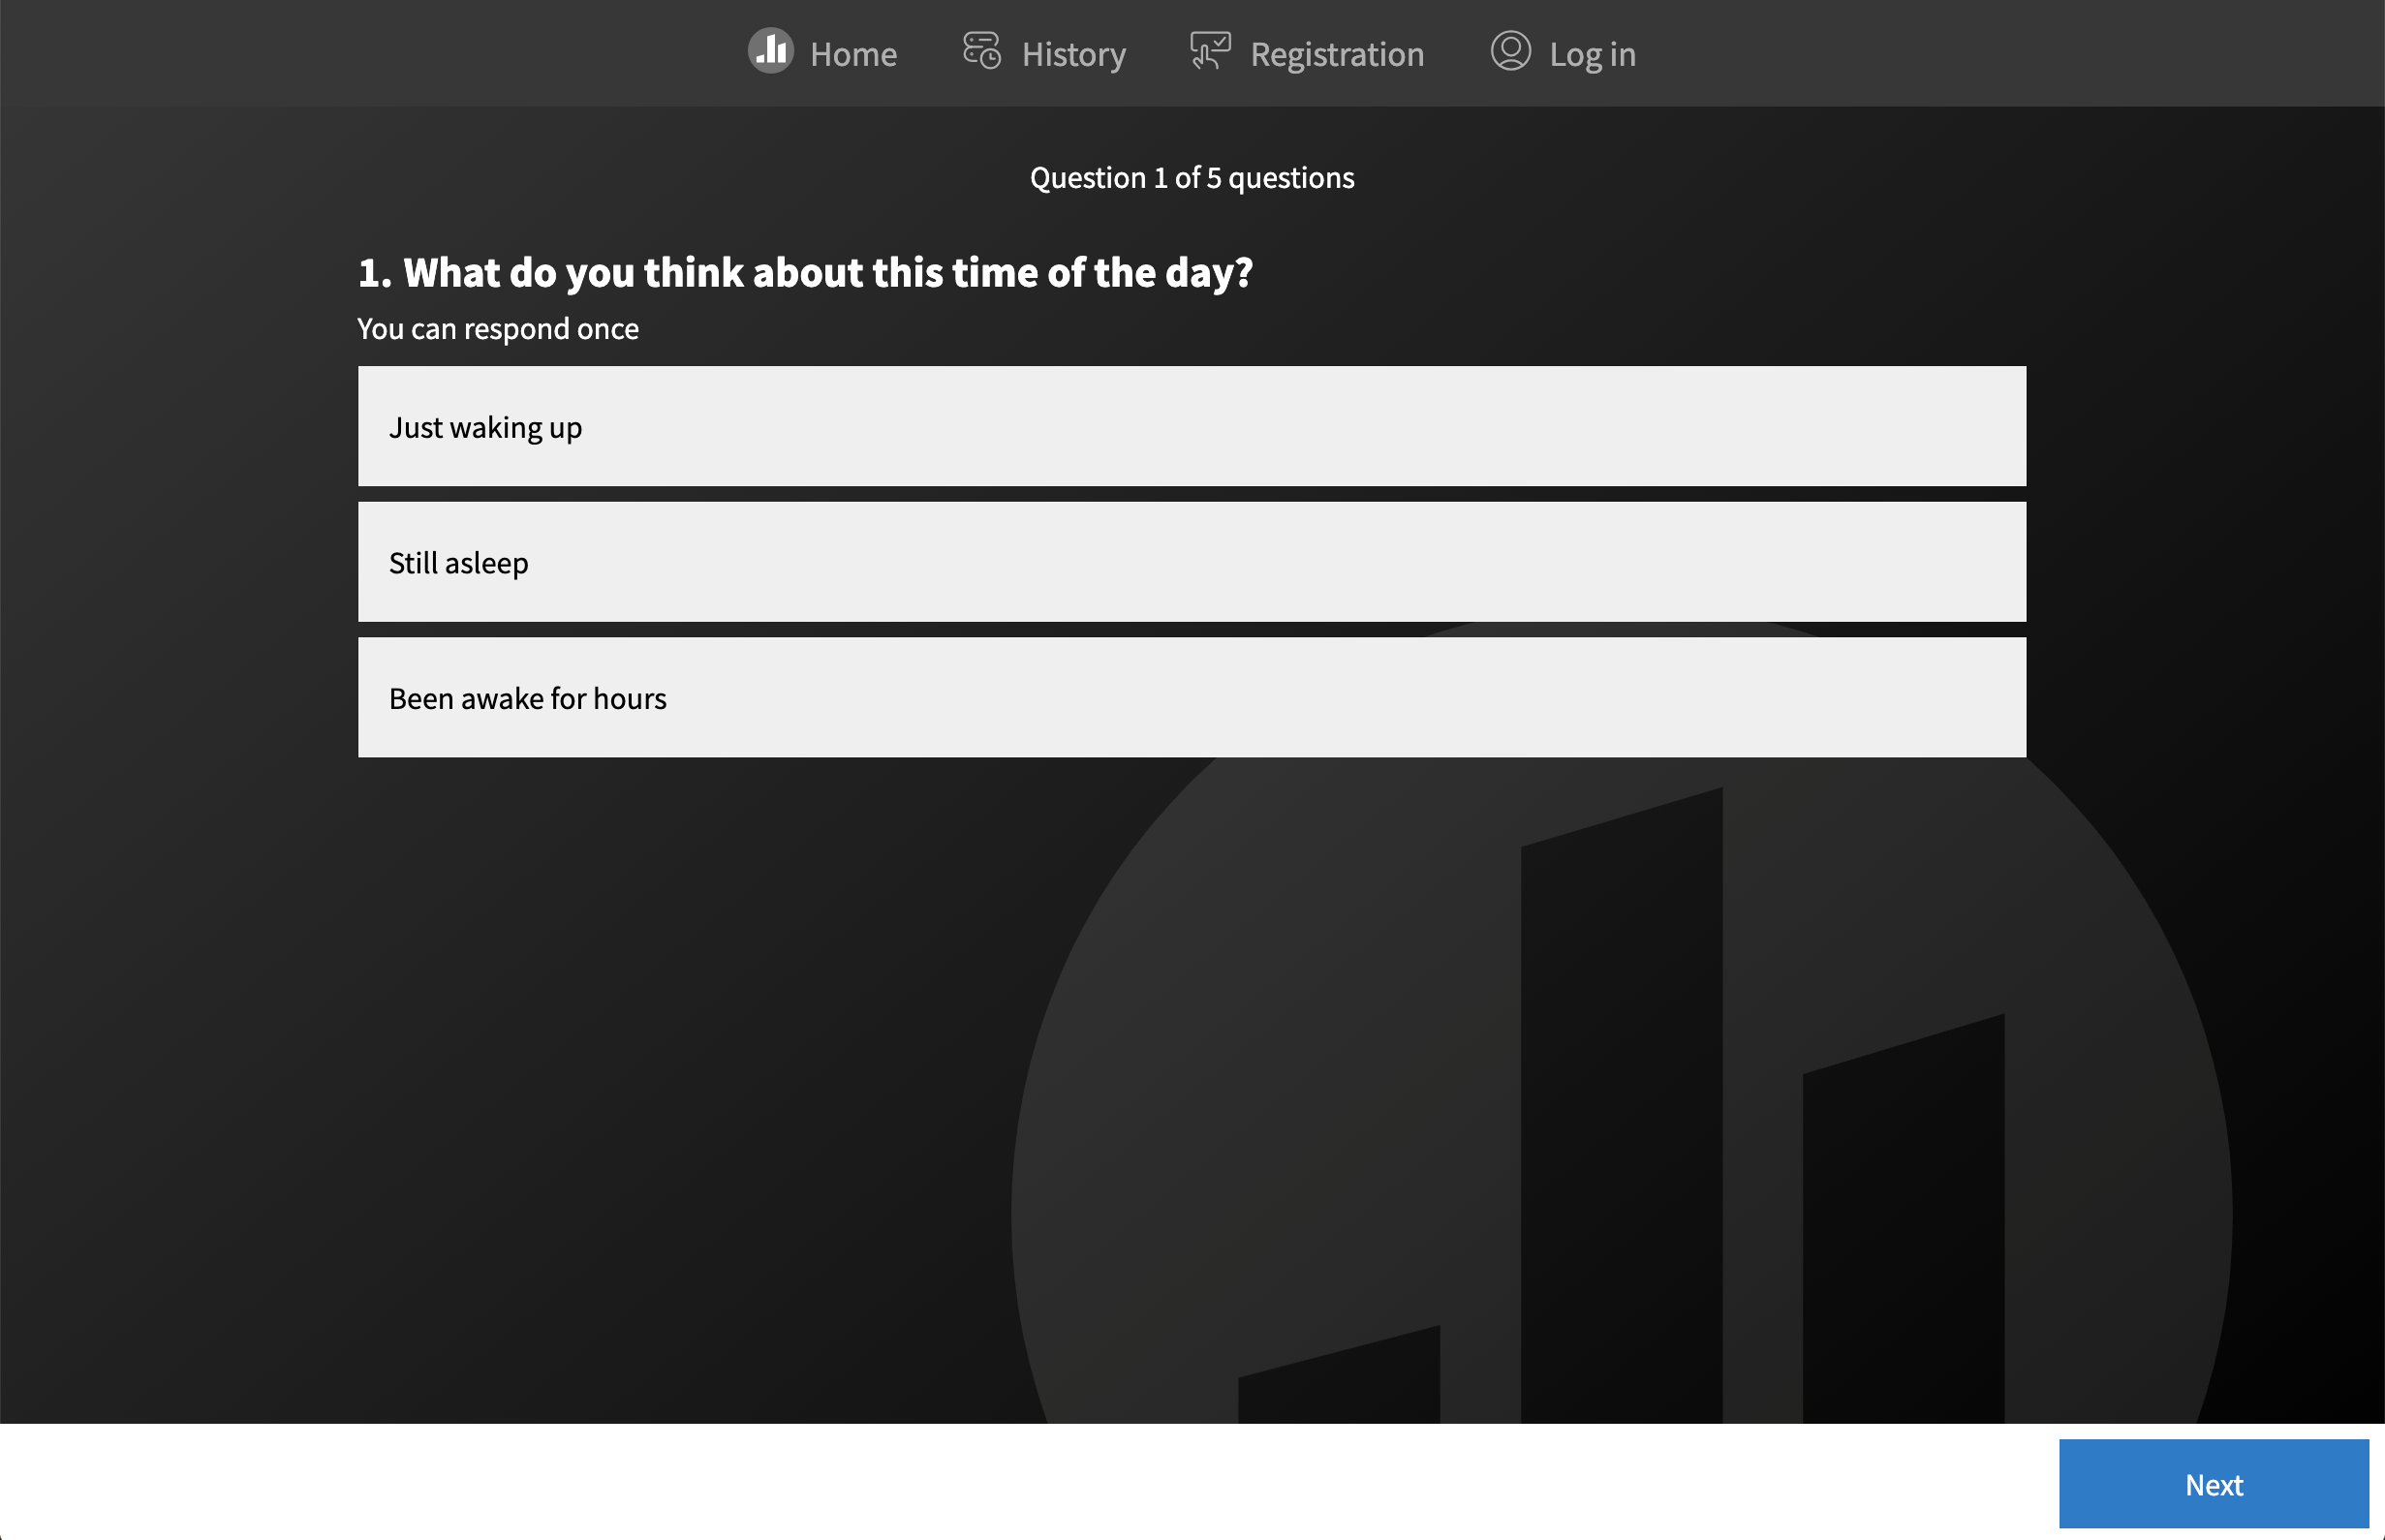 Home History Registration Log in
Question 1 of 5 questions
1. What do you think about this time of the day?
You can respond once
Just waking up
Still asleep
Been awake for hours
Next